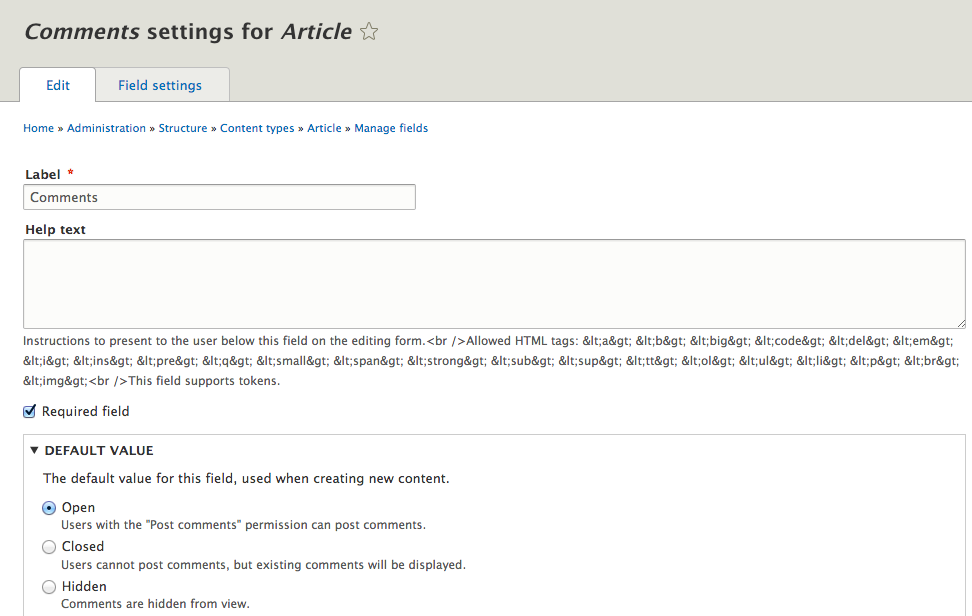 Comments settings for Article
Edit
Field settings
Home » Administration » Structure » Content types » Article » Manage fields
Label *
Comments
Help text
Instructions to present to the user below this field on the editing form.<br />Allowed HTML tags: &lt;a&gt; &lt;b&gt; &lt;big&gt; &lt;code&gt; &lt;del&gt; &lt;em&gt;
&lt;i&gt; &lt;ins&gt; &lt;pre&gt; &lt;q&gt; &lt;small&gt; &lt;span&gt; &lt;strong&gt; &lt;sub&gt; &lt;sup&gt; &lt;tt&gt; &lt;ol&gt; &lt;ul&gt; &lt;li&gt; &lt;p&gt; &lt;br&gt;
&lt;img&gt;<br />This field supports tokens.
Required field
DEFAULT VALUE
The default value for this field, used when creating new content.
Open
Users with the "Post comments" permission can post comments.
Closed
Users cannot post comments, but existing comments will be displayed.
Hidden
Comments are hidden from view.